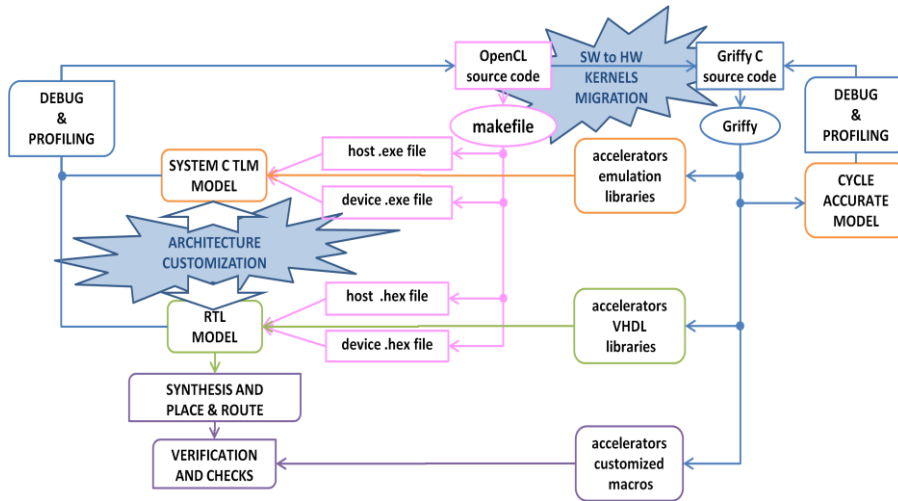 OpenCL
source code
SW to HW
KERNELS
MIGRATION
Griffy C
source code
DEBUG
&
PROFILING
makefile
Griffy
DEBUG
&
PROFILING
host .exe file
SYSTEM C TLM
MODEL
device .exe file
accelerators
emulation
libraries
CYCLE
ACCURATE
MODEL
ARCHITECTURE
CUSTOMIZATION
host .hex file
RTL
MODEL
device .hex file
accelerators
VHDL
libraries
SYNTHESIS AND
PLACE & ROUTE
VERIFICATION
AND CHECKS
accelerators
customized
macros